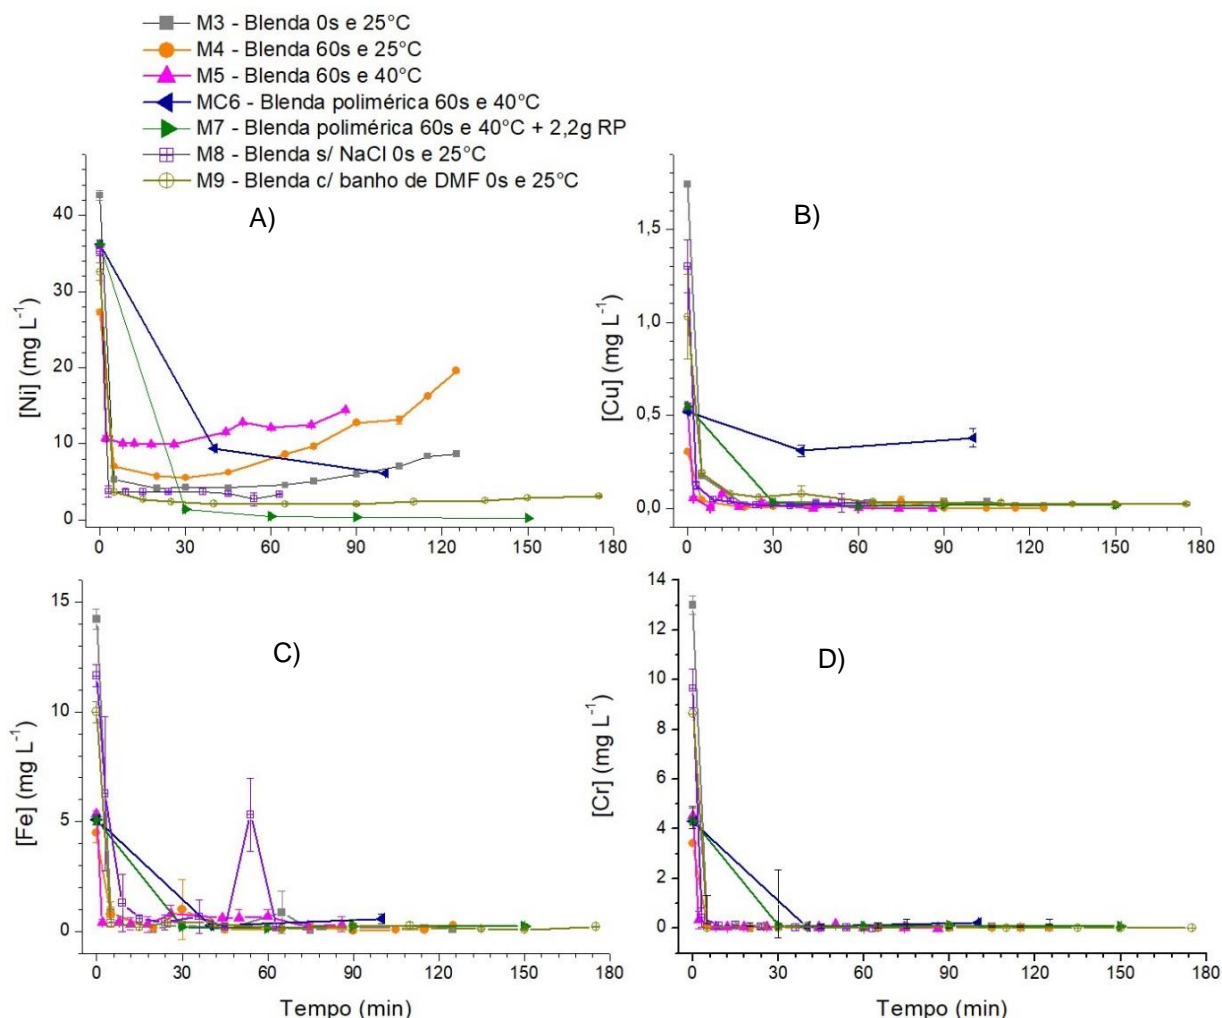 M3 - Blenda 0s e 25°C
M4 - Blenda 60s e 25°C
M5 - Blenda 60s e 40°C
MC6 - Blenda polimérica 60s e 40°C
M7 - Blenda polimérica 60s e 40°C + 2,2g RP
M8 - Blenda s/ NaCl 0s e 25°C
M9 - Blenda c/ banho de DMF 0s e 25°C
A)
[Ni] (mg L⁻¹)
40
30
20
10
0
0 30 60 90 120 150 180
B)
[Cu] (mg L⁻¹)
1,5
1,0
0,5
0,0
0 30 60 90 120 150 180
C)
[Fe] (mg L⁻¹)
15
10
5
0
0 30 60 90 120 150 180
Tempo (min)
D)
[Cr] (mg L⁻¹)
14
13
12
10
8
6
4
2
0
0 30 60 90 120 150 180
Tempo (min)